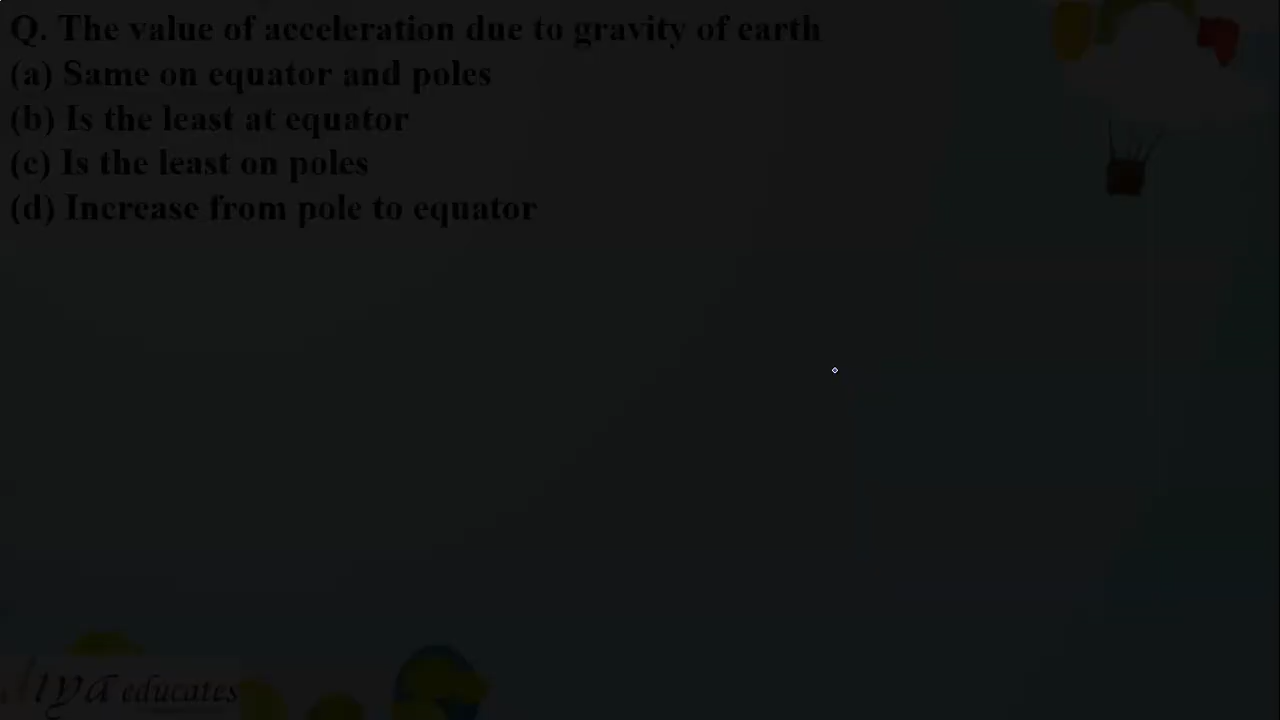 Q. The value of acceleration due to gravity of earth
(a) Same on equator and poles
(b) Is the least at equator
(c) Is the least on poles
(d) Increase from pole to equator
educates